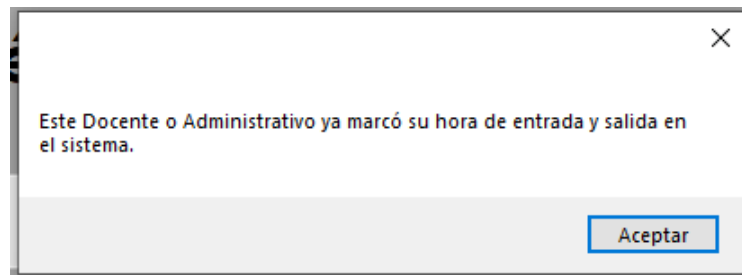 Este Docente o Administrativo ya marcó su hora de entrada y salida en
el sistema.
Aceptar